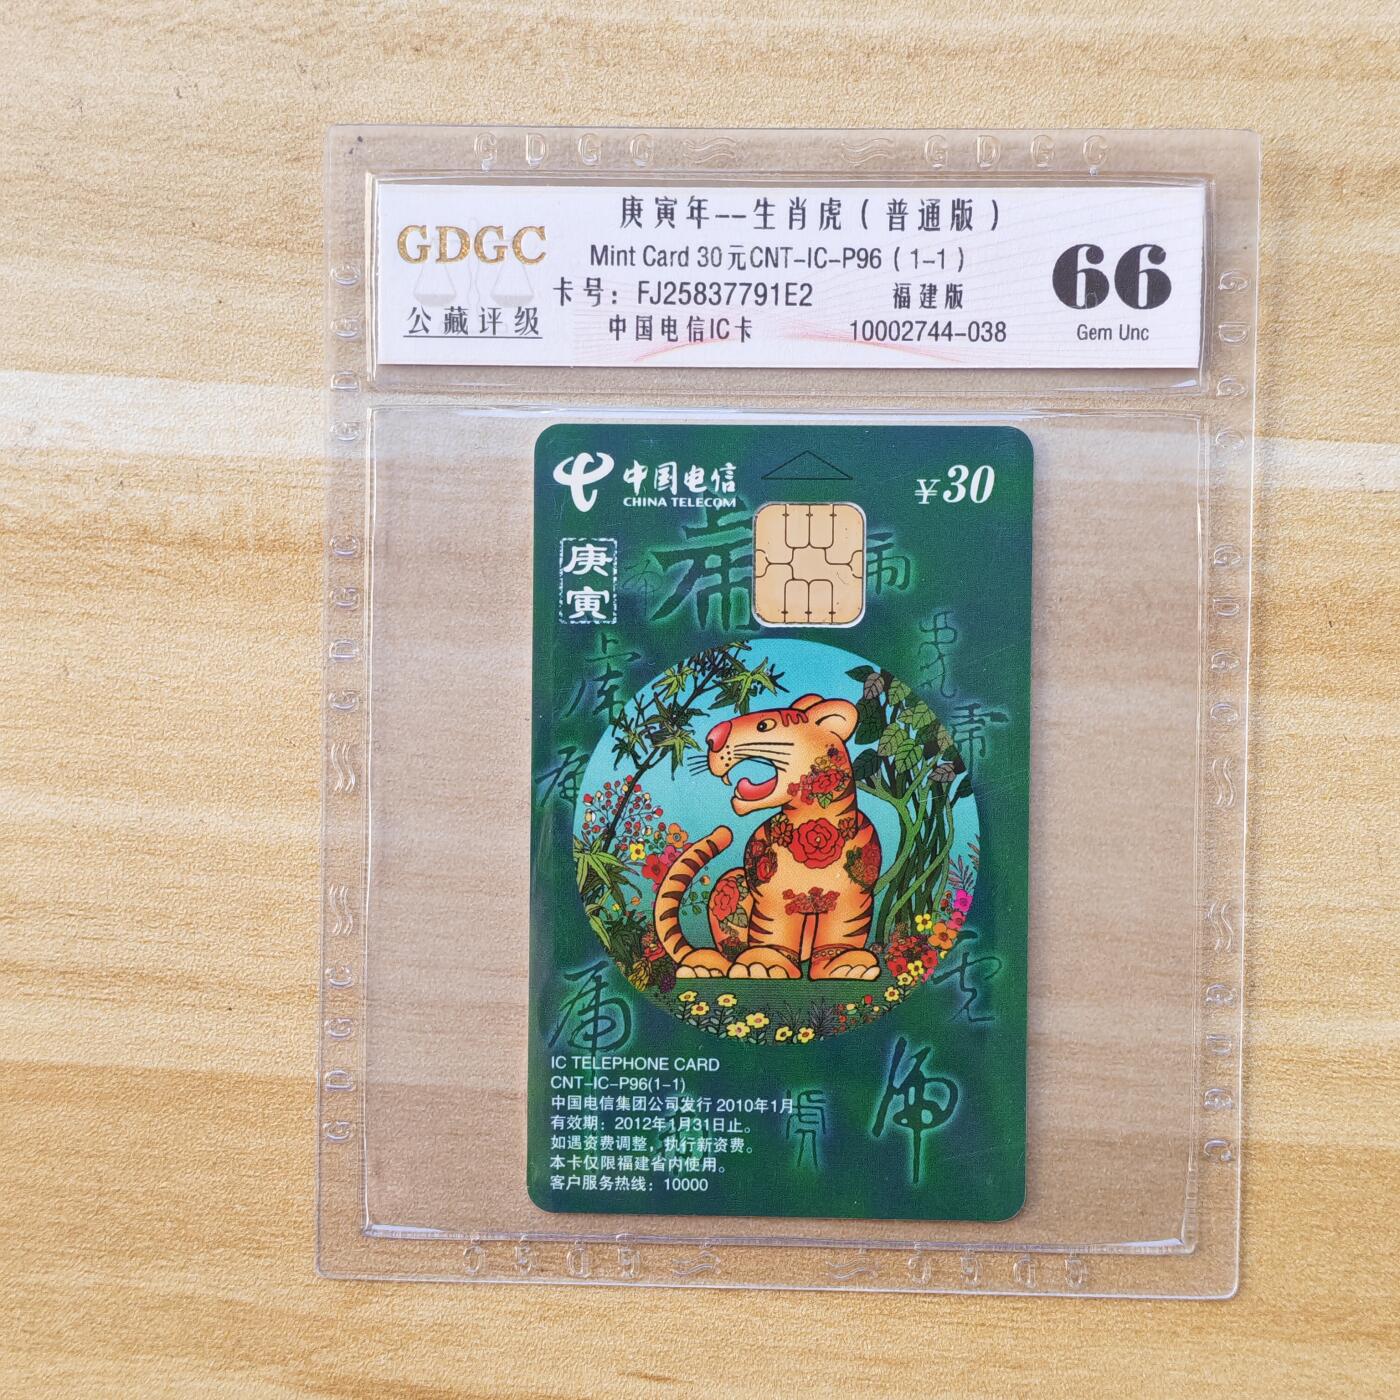 GDGC
公藏评级
庚寅年--生肖虎（普通版）
Mint Card 30元CNT-IC-P96（1-1）
卡号：FJ25837791E2 福建版
中国电信IC卡 10002744-038
66
Gem Unc
中国电信
CHINA TELECOM
¥30
庚寅
IC TELEPHONE CARD
CNT-IC-P96(1-1)
中国电信集团公司发行 2010年1月
有效期：2012年1月31日止。
如遇资费调整，执行新资费。
本卡仅限福建省内使用。
客户服务热线：10000